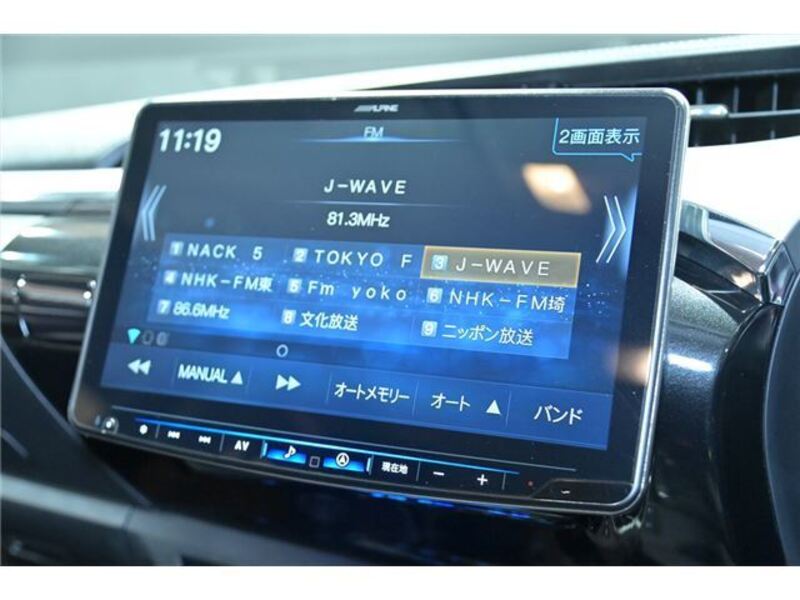 ALPINE
11:19
FM
2画面表示
J-WAVE
81.3MHz
1 NACK 5 2 TOKYO F 3 J-WAVE
4 NHK-FM東 5 Fm yoko 6 NHK-FM埼
7 86.6MHz 8 文化放送 9 ニッポン放送
MANUAL▲ オートメモリー オート ▲ バンド
AV 現在地 - +